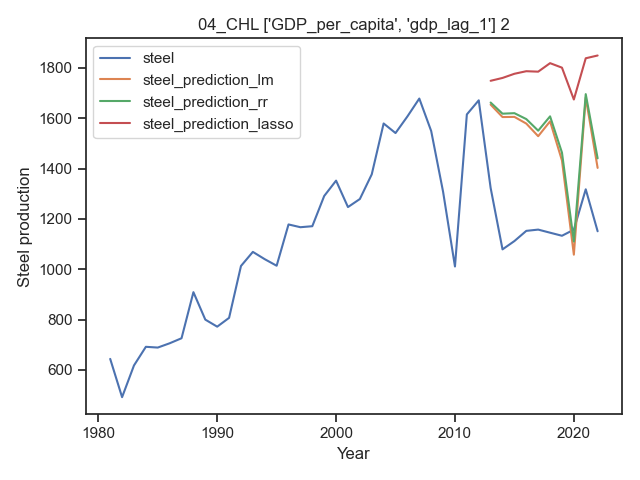 04_CHL ['GDP_per_capita', 'gdp_lag_1'] 2
steel
steel_prediction_lm
steel_prediction_rr
steel_prediction_lasso
Steel production
1800
1600
1400
1200
1000
800
600
1980
1990
2000
2010
2020
Year